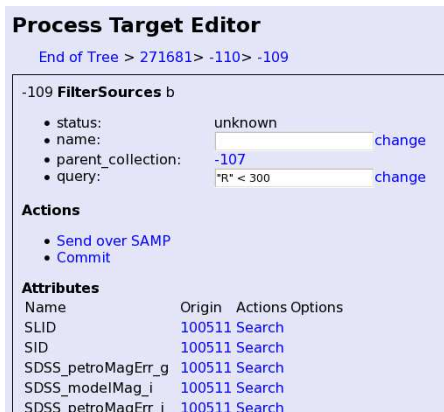 Process Target Editor
End of Tree > 271681> -110> -109
-109 FilterSources b
• status: unknown
• name: change
• parent_collection: -107
• query: "R" < 300 change
Actions
• Send over SAMP
• Commit
Attributes
Name Origin Actions Options
SLID 100511 Search
SID 100511 Search
SDSS_petroMagErr_g 100511 Search
SDSS_modelMag_i 100511 Search
SDSS_petroMagErr_i 100511 Search